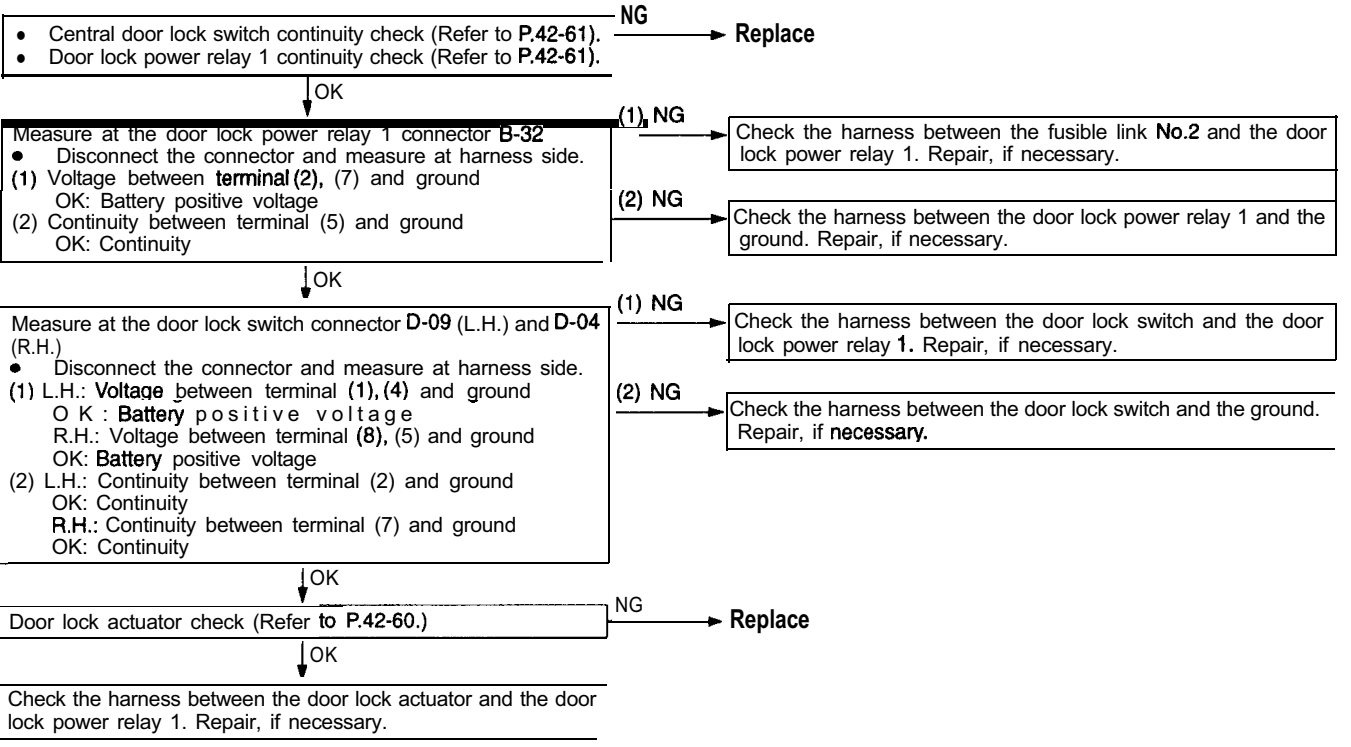 • Central door lock switch continuity check (Refer to P.42-61).
• Door lock power relay 1 continuity check (Refer to P.42-61).
NG
Replace
OK
Measure at the door lock power relay 1 connector B-32
• Disconnect the connector and measure at harness side.
(1) Voltage between terminal (2), (7) and ground
OK: Battery positive voltage
(2) Continuity between terminal (5) and ground
OK: Continuity
(1) NG
Check the harness between the fusible link No.2 and the door
lock power relay 1. Repair, if necessary.
(2) NG
Check the harness between the door lock power relay 1 and the
ground. Repair, if necessary.
OK
Measure at the door lock switch connector D-09 (L.H.) and D-04
(R.H.)
• Disconnect the connector and measure at harness side.
(1) L.H.: Voltage between terminal (1), (4) and ground
OK: Battery positive voltage
R.H.: Voltage between terminal (8), (5) and ground
OK: Battery positive voltage
(2) L.H.: Continuity between terminal (2) and ground
OK: Continuity
R.H.: Continuity between terminal (7) and ground
OK: Continuity
(1) NG
Check the harness between the door lock switch and the door
lock power relay 1. Repair, if necessary.
(2) NG
Check the harness between the door lock switch and the ground.
Repair, if necessary.
OK
Door lock actuator check (Refer to P.42-60.)
NG
Replace
OK
Check the harness between the door lock actuator and the door
lock power relay 1. Repair, if necessary.